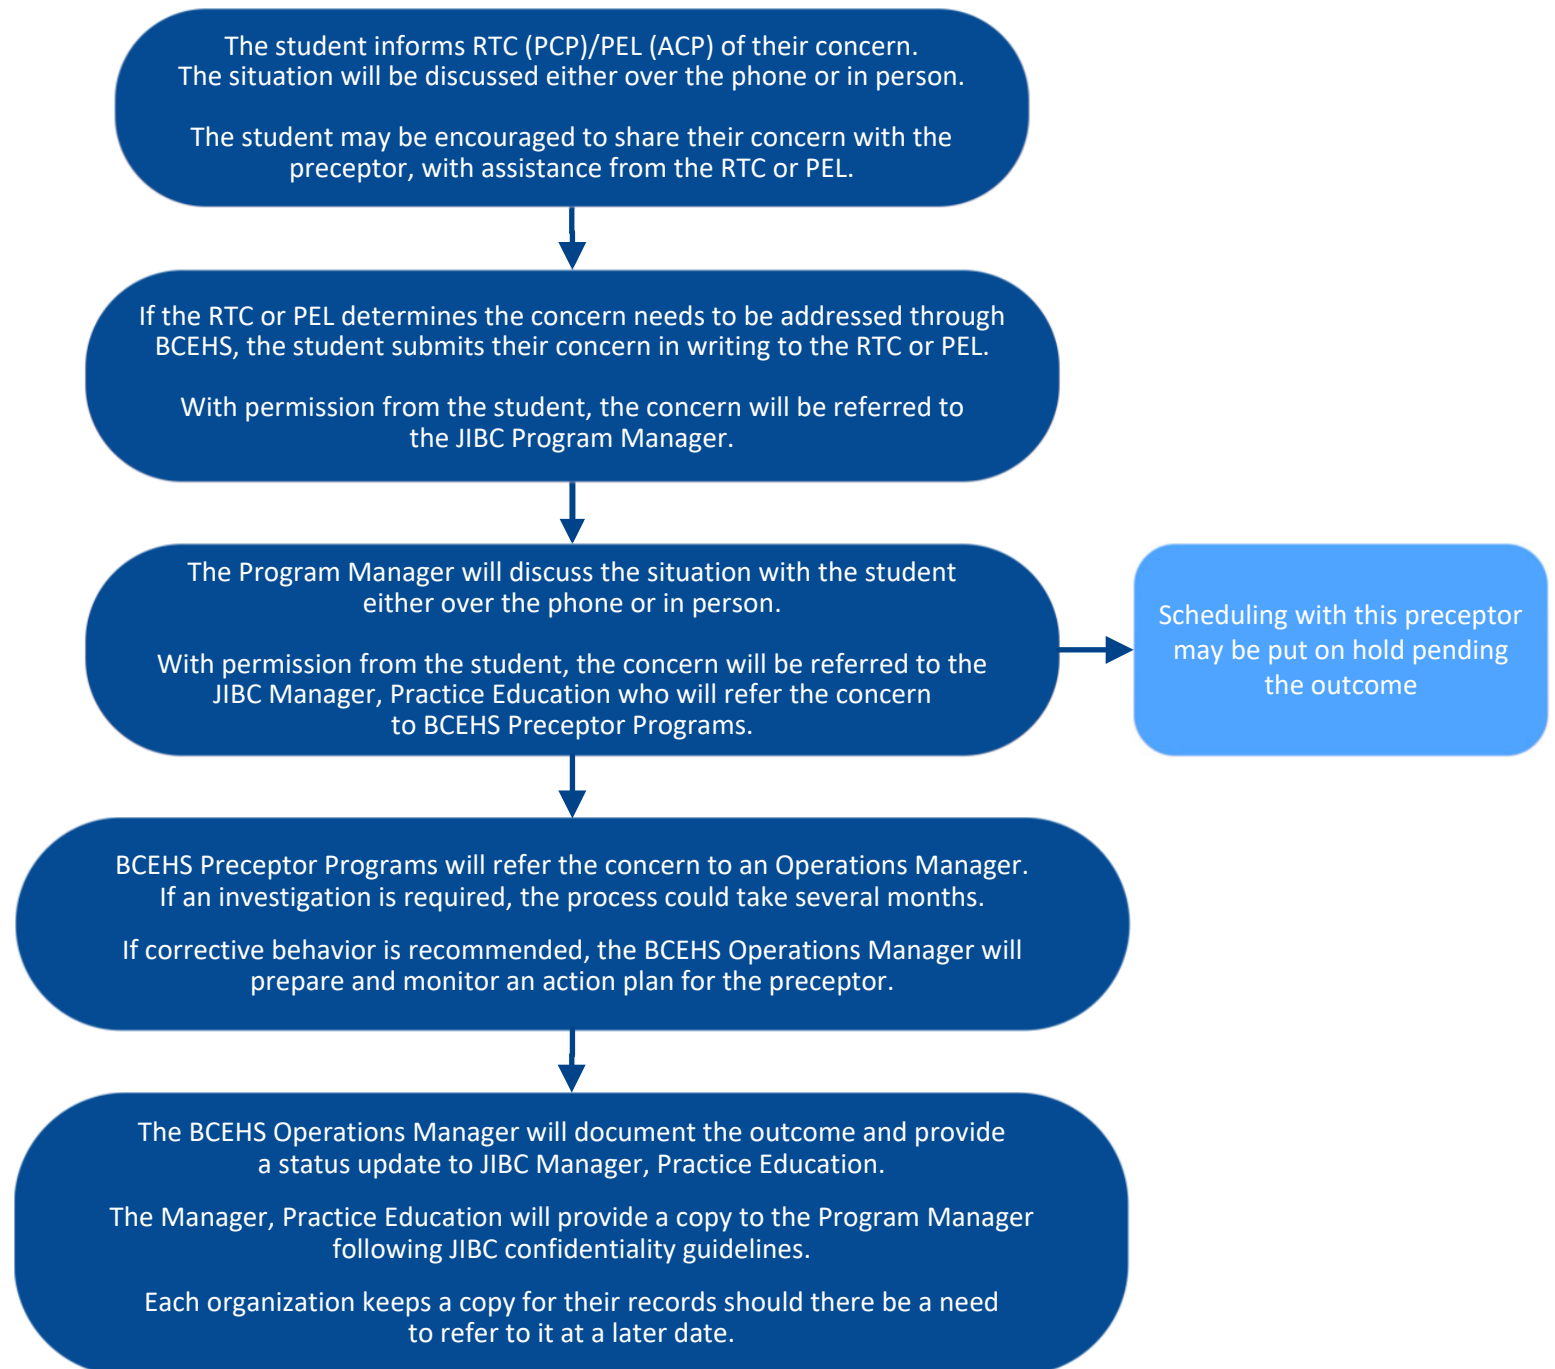 The student informs RTC (PCP)/PEL (ACP) of their concern.
The situation will be discussed either over the phone or in person.
The student may be encouraged to share their concern with the
preceptor, with assistance from the RTC or PEL.
If the RTC or PEL determines the concern needs to be addressed through
BCEHS, the student submits their concern in writing to the RTC or PEL.
With permission from the student, the concern will be referred to
the JIBC Program Manager.
The Program Manager will discuss the situation with the student
either over the phone or in person.
With permission from the student, the concern will be referred to the
JIBC Manager, Practice Education who will refer the concern
to BCEHS Preceptor Programs.
Scheduling with this preceptor
may be put on hold pending
the outcome
BCEHS Preceptor Programs will refer the concern to an Operations Manager.
If an investigation is required, the process could take several months.
If corrective behavior is recommended, the BCEHS Operations Manager will
prepare and monitor an action plan for the preceptor.
The BCEHS Operations Manager will document the outcome and provide
a status update to JIBC Manager, Practice Education.
The Manager, Practice Education will provide a copy to the Program Manager
following JIBC confidentiality guidelines.
Each organization keeps a copy for their records should there be a need
to refer to it at a later date.